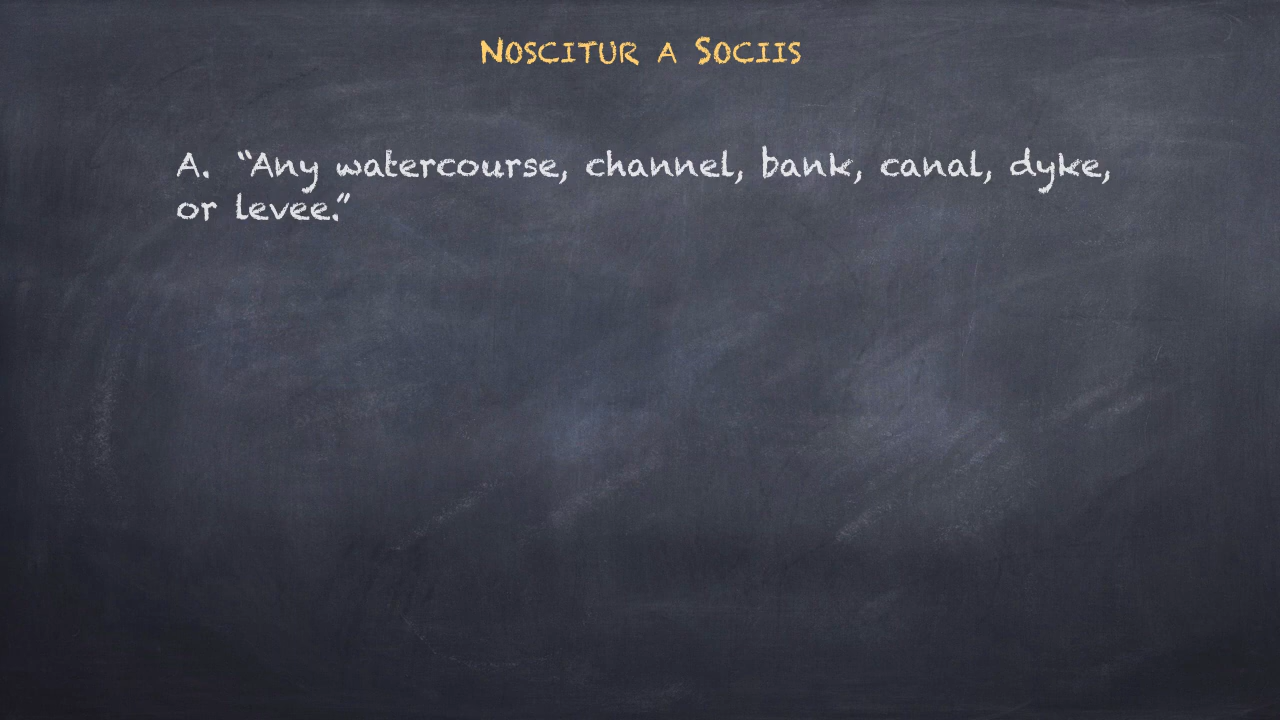 Noscitur a Sociis
A. “Any watercourse, channel, bank, canal, dyke,
or levee.”